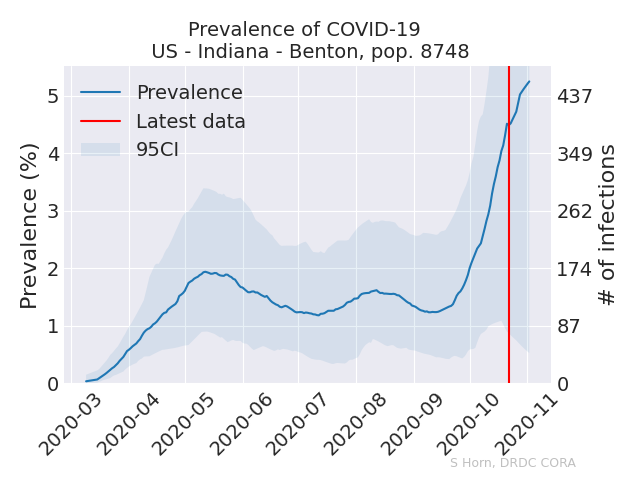 Prevalence of COVID-19
US - Indiana - Benton, pop. 8748
Prevalence
Latest data
95CI
Prevalence (%)
5
4
3
2
1
0
437
349
262
174
87
0
# of infections
2020-03
2020-04
2020-05
2020-06
2020-07
2020-08
2020-09
2020-10
2020-11
S Horn, DRDC CORA